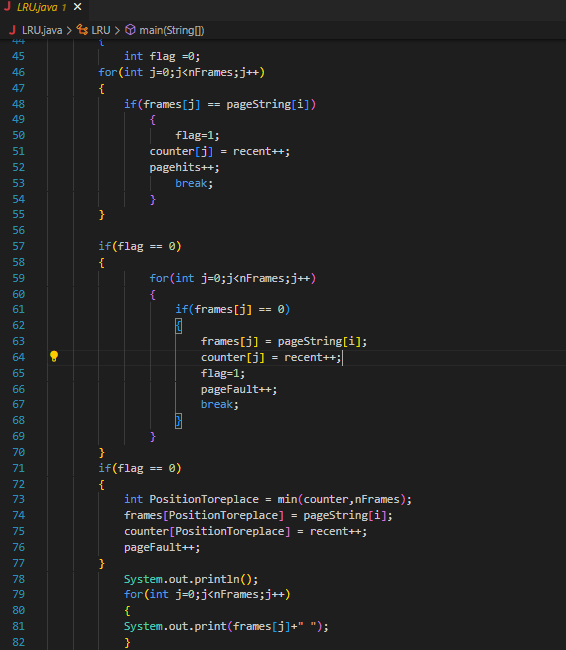 J LRU.java 1 ×
J LRU.java > LRU > main(String[])
44 {
45 int flag =0;
46 for(int j=0;j<nFrames;j++)
47 {
48 if(frames[j] == pageString[i])
49 {
50 flag=1;
51 counter[j] = recent++;
52 pagehits++;
53 break;
54 }
55 }
56
57 if(flag == 0)
58 {
59 for(int j=0;j<nFrames;j++)
60 {
61 if(frames[j] == 0)
62 {
63 frames[j] = pageString[i];
64 counter[j] = recent++;
65 flag=1;
66 pageFault++;
67 break;
68 }
69 }
70 }
71 if(flag == 0)
72 {
73 int PositionToreplace = min(counter,nFrames);
74 frames[PositionToreplace] = pageString[i];
75 counter[PositionToreplace] = recent++;
76 pageFault++;
77 }
78 System.out.println();
79 for(int j=0;j<nFrames;j++)
80 {
81 System.out.print(frames[j]+" ");
82 }